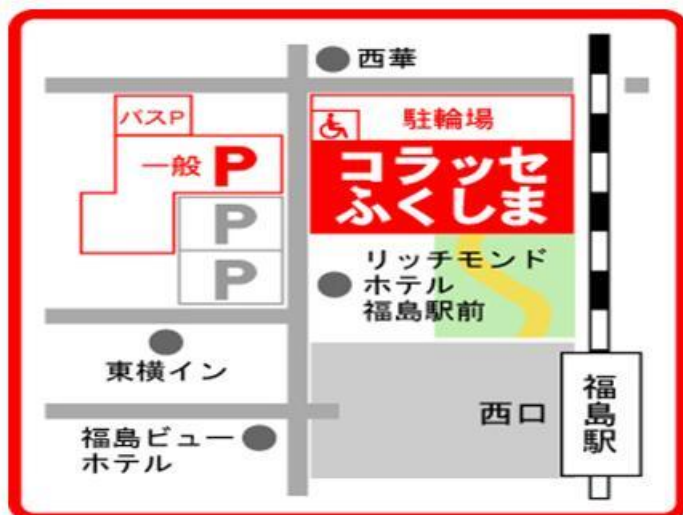 西華
バスP
駐輪場
一般 P
コラッセ
ふくしま
P
P
リッチモンド
ホテル
福島駅前
東横イン
西口
福島駅
福島ビュー
ホテル